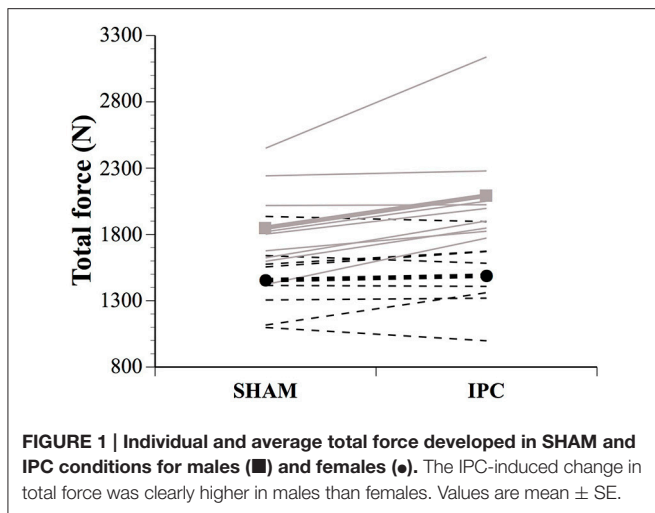 3300
2800
2300
1800
1300
800
Total force (N)
SHAM
IPC
FIGURE 1 | Individual and average total force developed in SHAM and
IPC conditions for males (■) and females (●). The IPC-induced change in
total force was clearly higher in males than females. Values are mean ± SE.